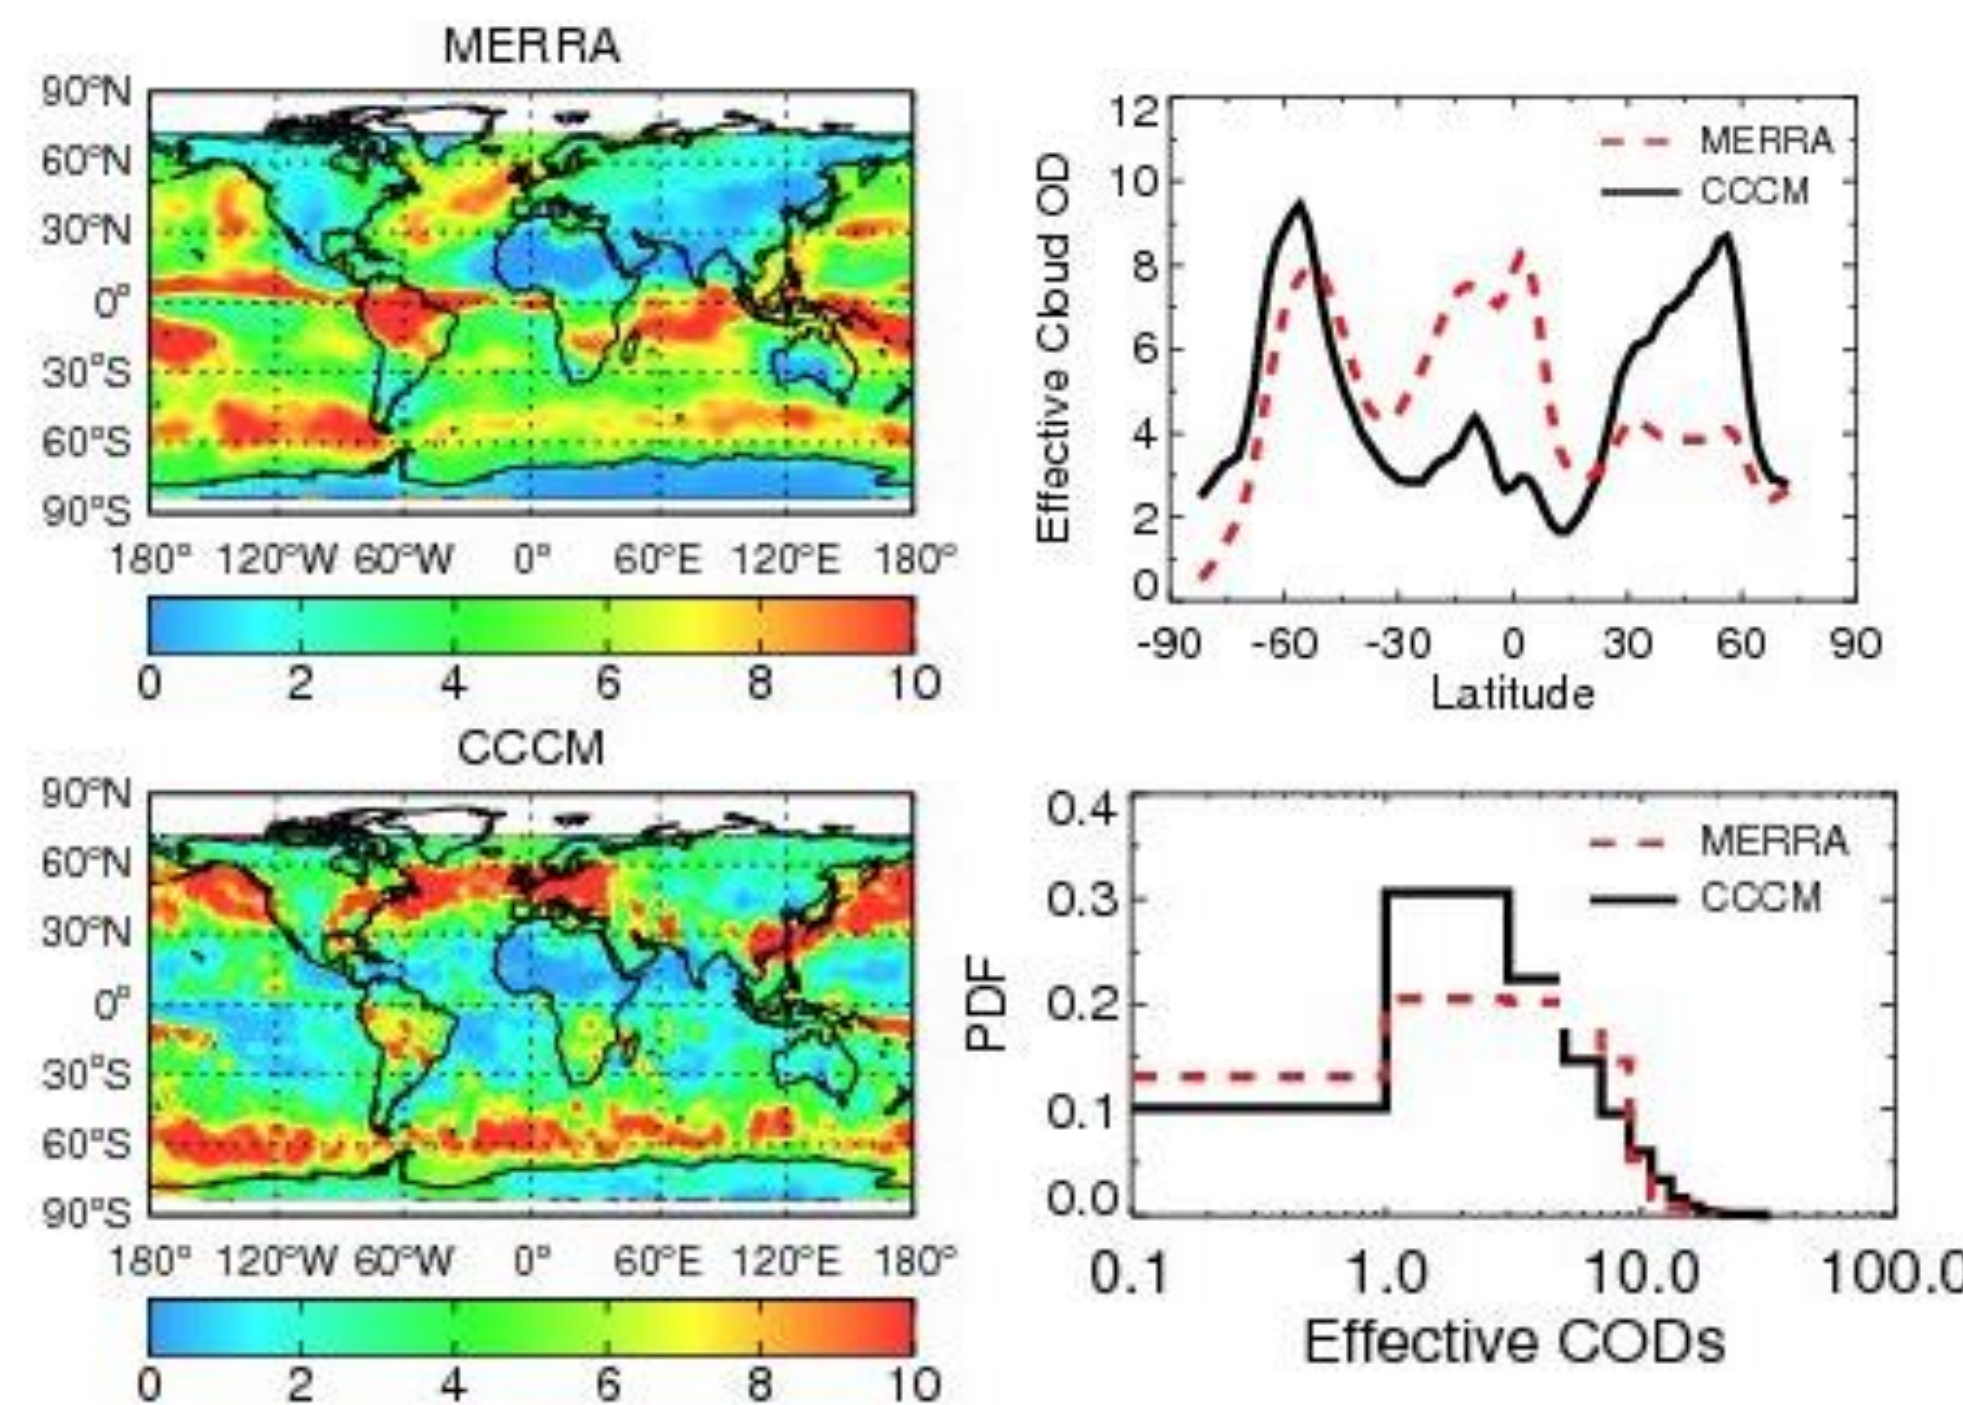 MERRA
90°N
60°N
30°N
0°
30°S
60°S
90°S
180° 120°W 60°W 0° 60°E 120°E 180°
0 2 4 6 8 10
12
10
8
6
4
2
0
Effective Cloud OD
MERRA
CCCM
-90 -60 -30 0 30 60 90
Latitude
CCCM
90°N
60°N
30°N
0°
30°S
60°S
90°S
180° 120°W 60°W 0° 60°E 120°E 180°
0 2 4 6 8 10
0.4
0.3
0.2
0.1
0.0
PDF
MERRA
CCCM
0.1 1.0 10.0 100.0
Effective CODs